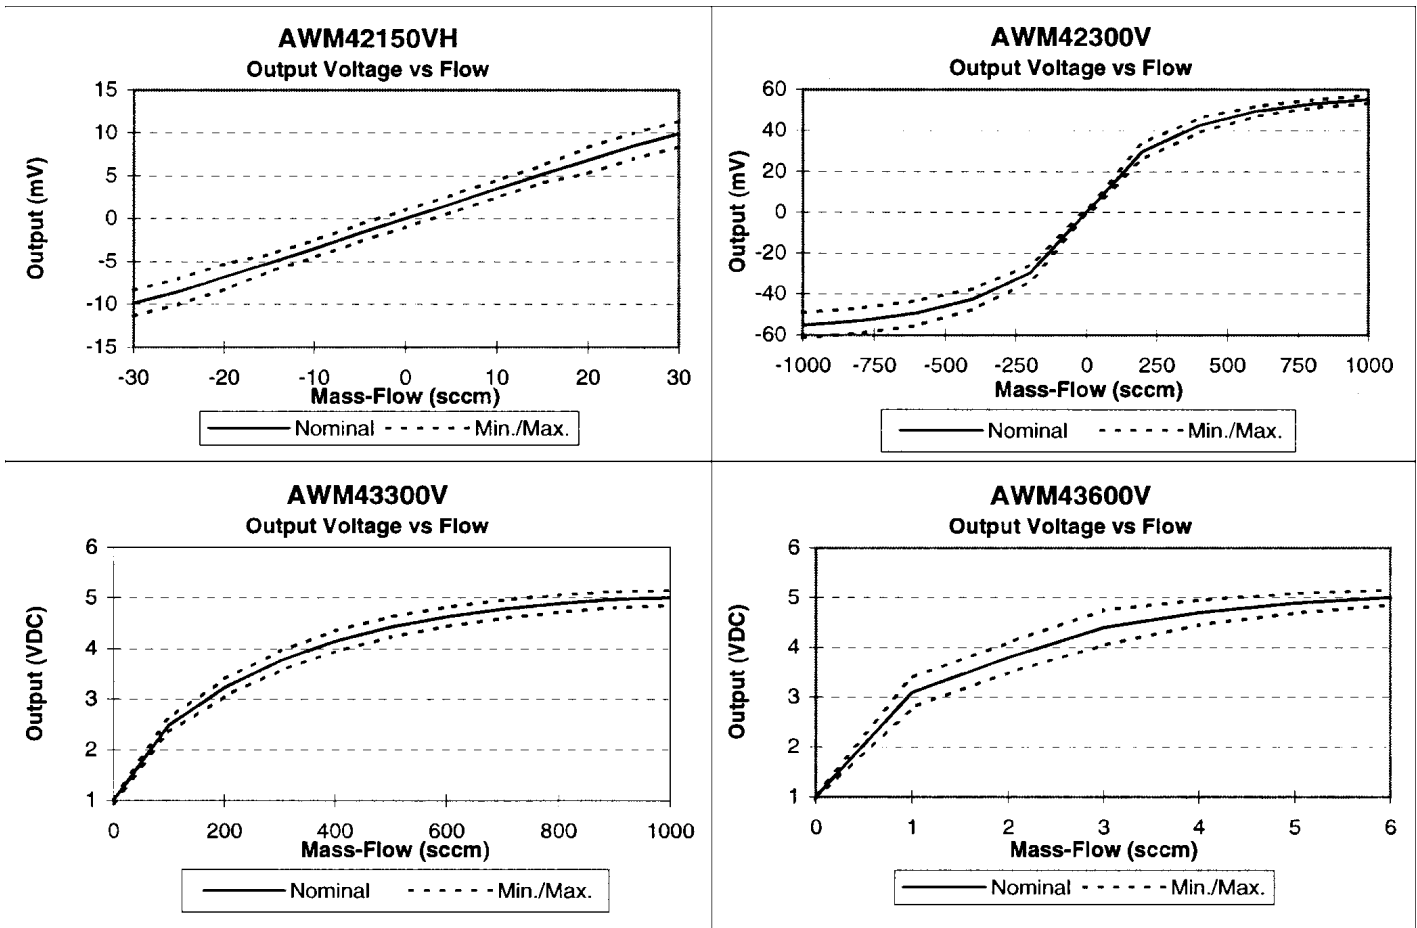 AWM42150VH
Output Voltage vs Flow
15
10
5
0
-5
-10
-15
Output (mV)
-30 -20 -10 0 10 20 30
Mass-Flow (sccm)
Nominal Min./Max.
AWM42300V
Output Voltage vs Flow
60
40
20
0
-20
-40
-60
Output (mV)
-1000 -750 -500 -250 0 250 500 750 1000
Mass-Flow (sccm)
Nominal Min./Max.
AWM43300V
Output Voltage vs Flow
6
5
4
3
2
1
Output (VDC)
0 200 400 600 800 1000
Mass-Flow (sccm)
Nominal Min./Max.
AWM43600V
Output Voltage vs Flow
6
5
4
3
2
1
Output (VDC)
0 1 2 3 4 5 6
Mass-Flow (sccm)
Nominal Min./Max.